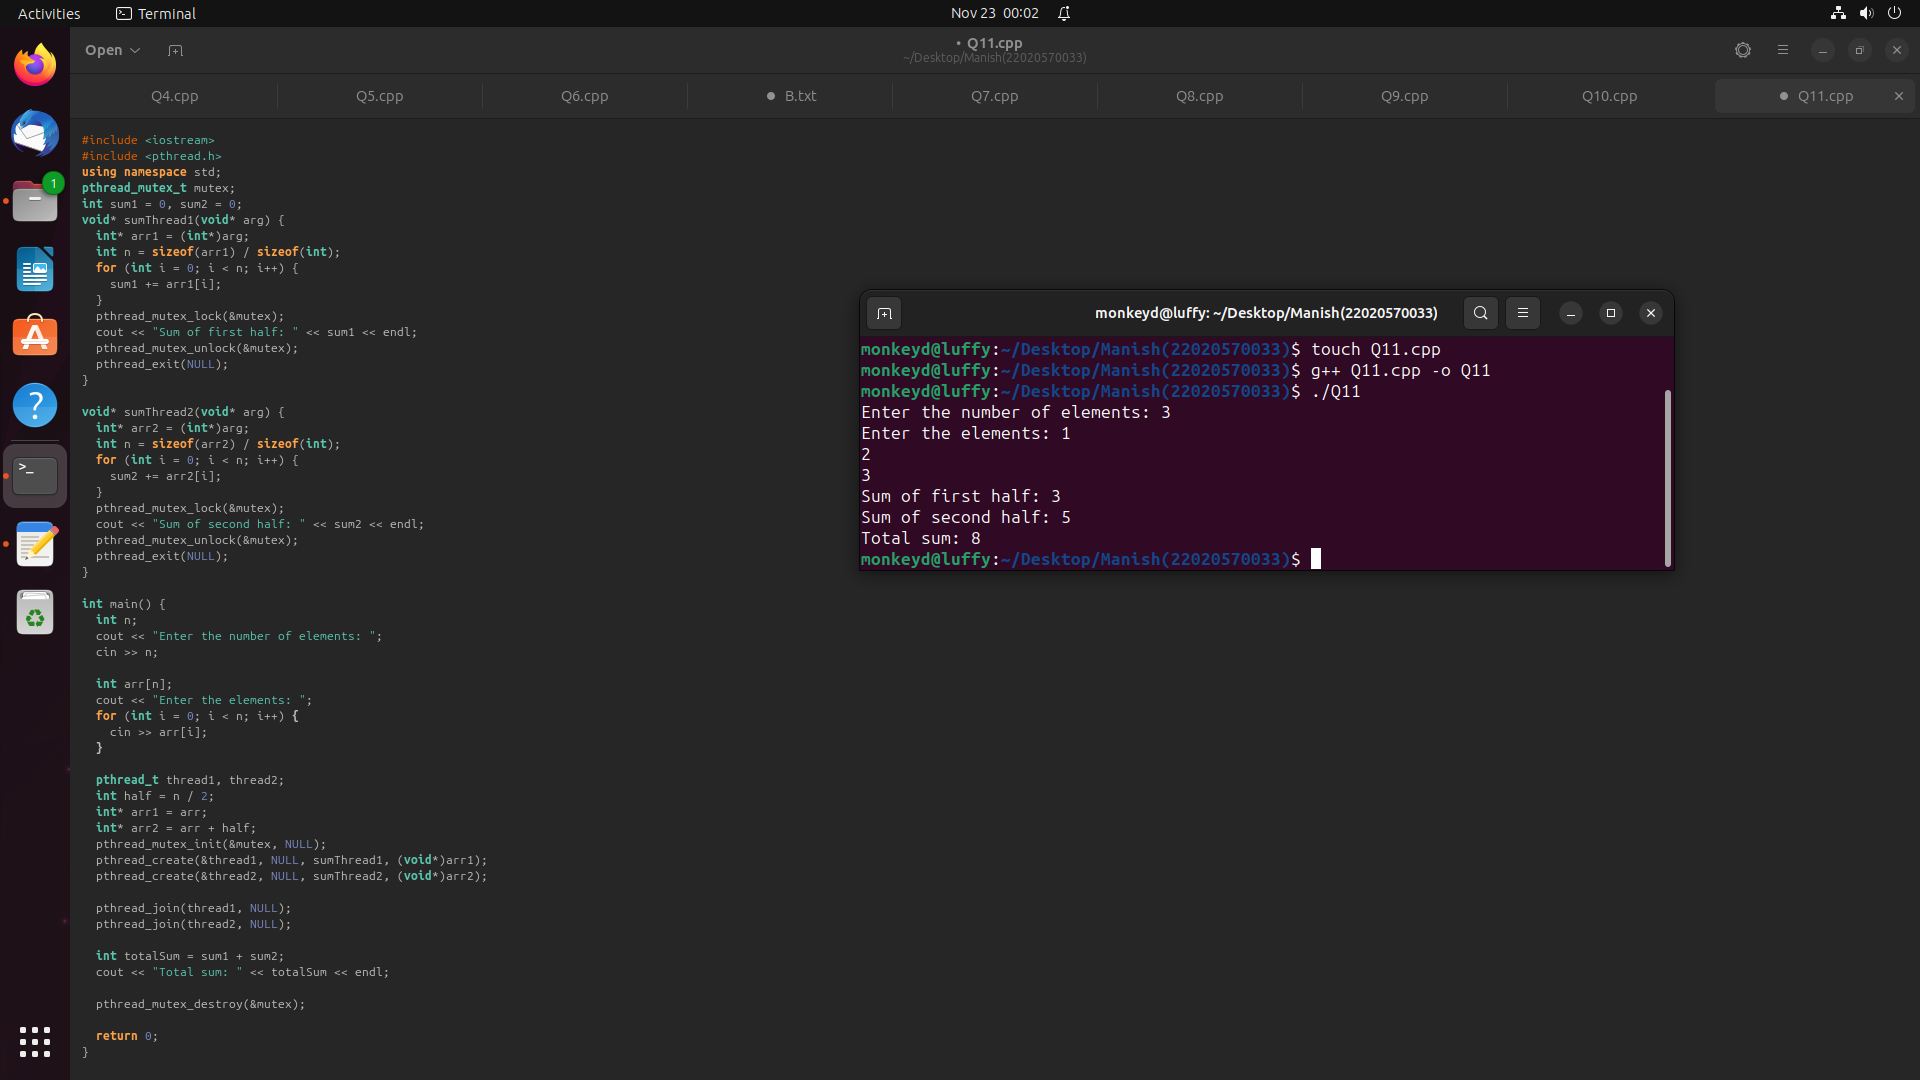 Activities
Terminal
Nov 23 00:02
Open
• Q11.cpp
~/Desktop/Manish(22020570033)
Q4.cpp
Q5.cpp
Q6.cpp
● B.txt
Q7.cpp
Q8.cpp
Q9.cpp
Q10.cpp
● Q11.cpp
1
#include <iostream>
#include <pthread.h>
using namespace std;
pthread_mutex_t mutex;
int sum1 = 0, sum2 = 0;
void* sumThread1(void* arg) {
  int* arr1 = (int*)arg;
  int n = sizeof(arr1) / sizeof(int);
  for (int i = 0; i < n; i++) {
    sum1 += arr1[i];
  }
  pthread_mutex_lock(&mutex);
  cout << "Sum of first half: " << sum1 << endl;
  pthread_mutex_unlock(&mutex);
  pthread_exit(NULL);
}
void* sumThread2(void* arg) {
  int* arr2 = (int*)arg;
  int n = sizeof(arr2) / sizeof(int);
  for (int i = 0; i < n; i++) {
    sum2 += arr2[i];
  }
  pthread_mutex_lock(&mutex);
  cout << "Sum of second half: " << sum2 << endl;
  pthread_mutex_unlock(&mutex);
  pthread_exit(NULL);
}
int main() {
  int n;
  cout << "Enter the number of elements: ";
  cin >> n;
  int arr[n];
  cout << "Enter the elements: ";
  for (int i = 0; i < n; i++) {
    cin >> arr[i];
  }
  pthread_t thread1, thread2;
  int half = n / 2;
  int* arr1 = arr;
  int* arr2 = arr + half;
  pthread_mutex_init(&mutex, NULL);
  pthread_create(&thread1, NULL, sumThread1, (void*)arr1);
  pthread_create(&thread2, NULL, sumThread2, (void*)arr2);
  pthread_join(thread1, NULL);
  pthread_join(thread2, NULL);
  int totalSum = sum1 + sum2;
  cout << "Total sum: " << totalSum << endl;
  pthread_mutex_destroy(&mutex);
  return 0;
}
monkeyd@luffy: ~/Desktop/Manish(22020570033)
monkeyd@luffy:~/Desktop/Manish(22020570033)$ touch Q11.cpp
monkeyd@luffy:~/Desktop/Manish(22020570033)$ g++ Q11.cpp -o Q11
monkeyd@luffy:~/Desktop/Manish(22020570033)$ ./Q11
Enter the number of elements: 3
Enter the elements: 1
2
3
Sum of first half: 3
Sum of second half: 5
Total sum: 8
monkeyd@luffy:~/Desktop/Manish(22020570033)$